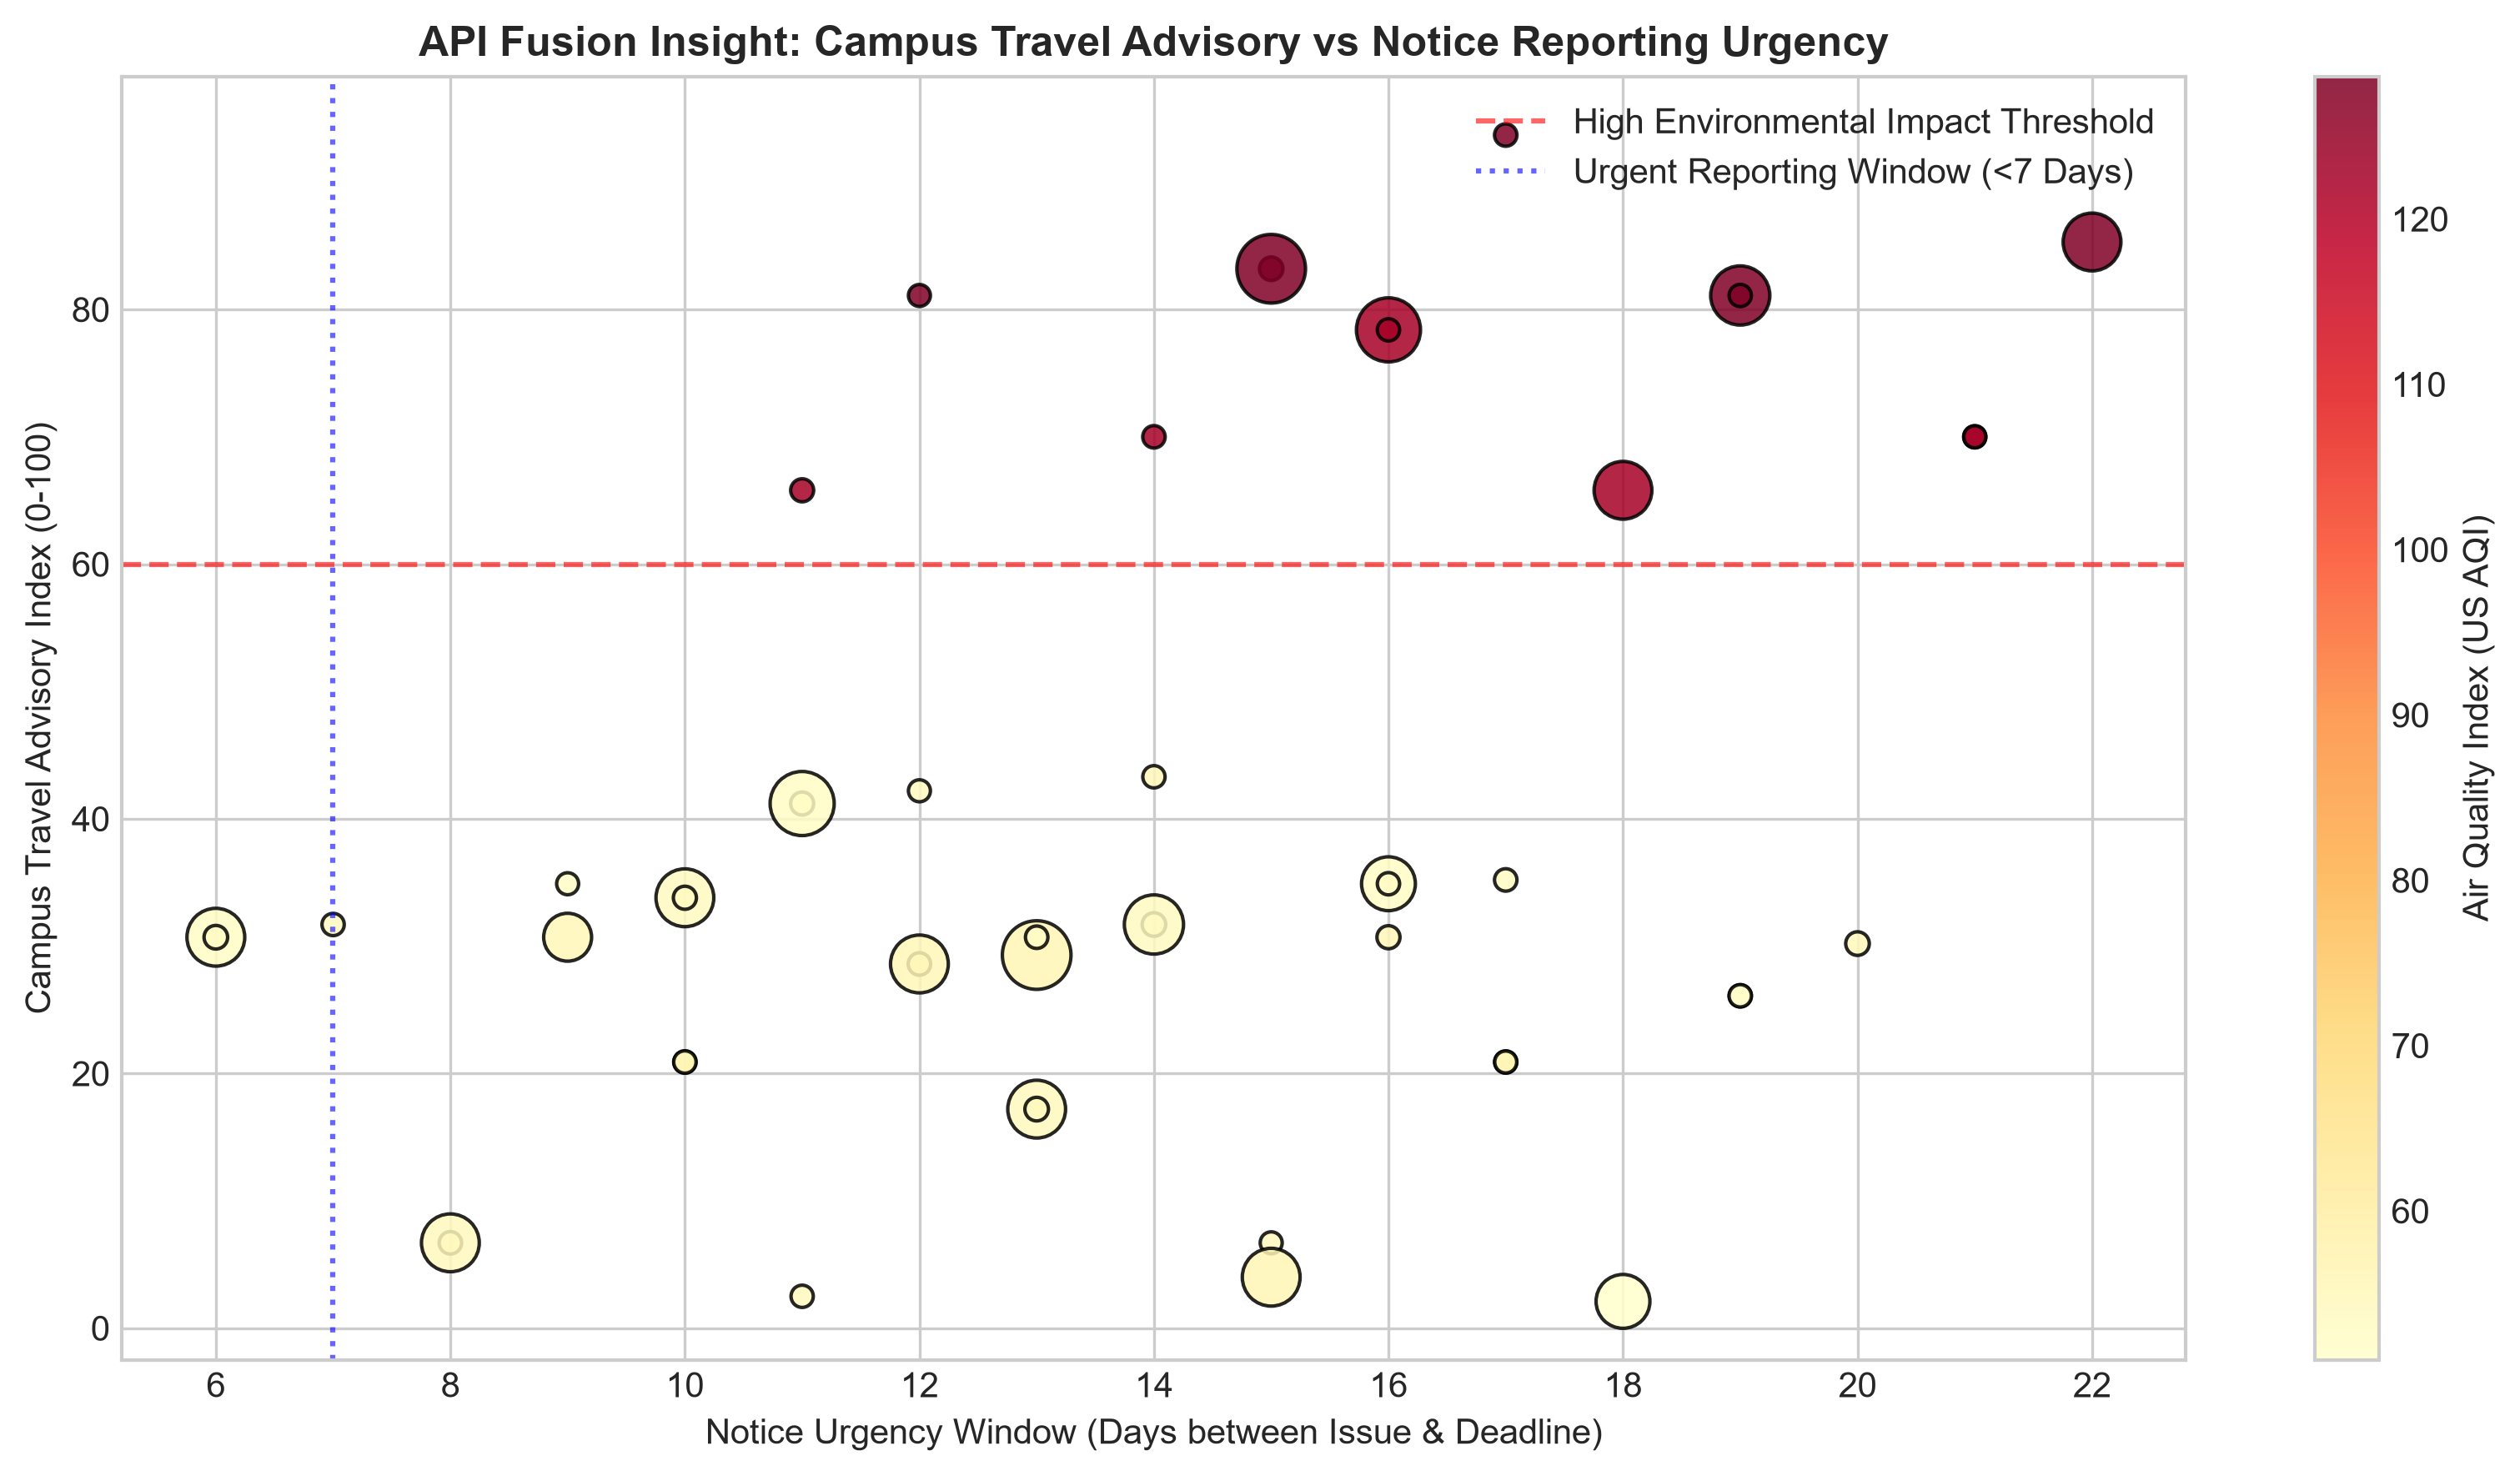 API Fusion Insight: Campus Travel Advisory vs Notice Reporting Urgency
High Environmental Impact Threshold
Urgent Reporting Window (<7 Days)
Campus Travel Advisory Index (0-100)
80
60
40
20
0
6 8 10 12 14 16 18 20 22
Notice Urgency Window (Days between Issue & Deadline)
120
110
100
90
80
70
60
Air Quality Index (US AQI)